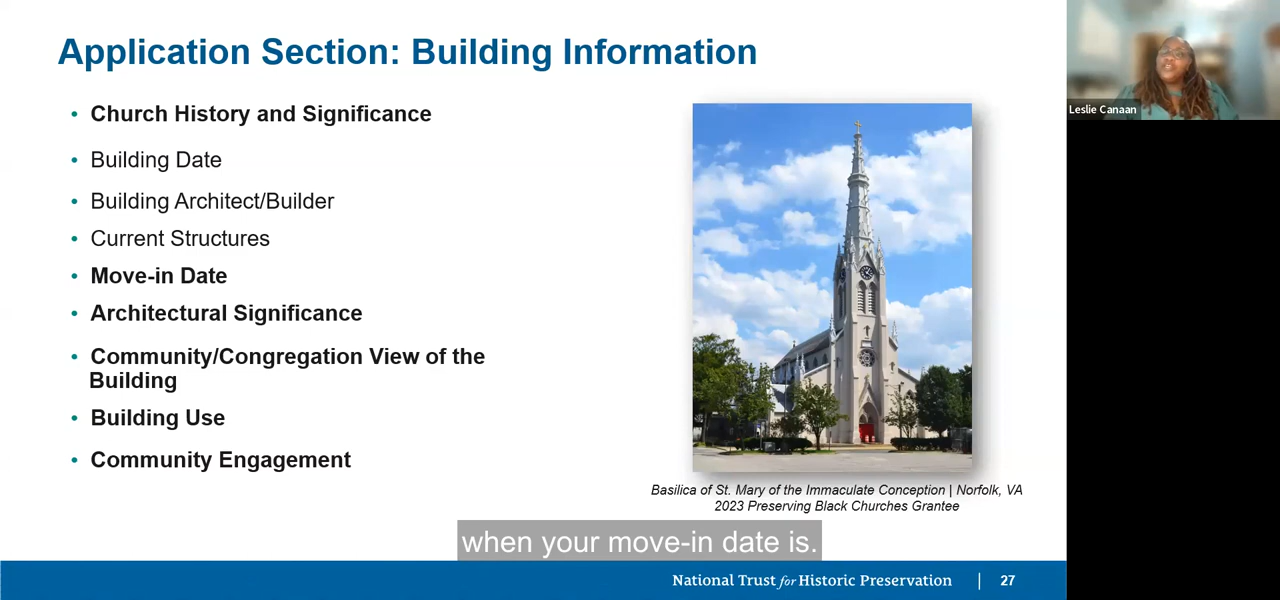 Application Section: Building Information
• Church History and Significance
• Building Date
• Building Architect/Builder
• Current Structures
• Move-in Date
• Architectural Significance
• Community/Congregation View of the
Building
• Building Use
• Community Engagement
Basilica of St. Mary of the Immaculate Conception | Norfolk, VA
2023 Preserving Black Churches Grantee
when your move-in date is.
National Trust for Historic Preservation | 27
Leslie Canaan